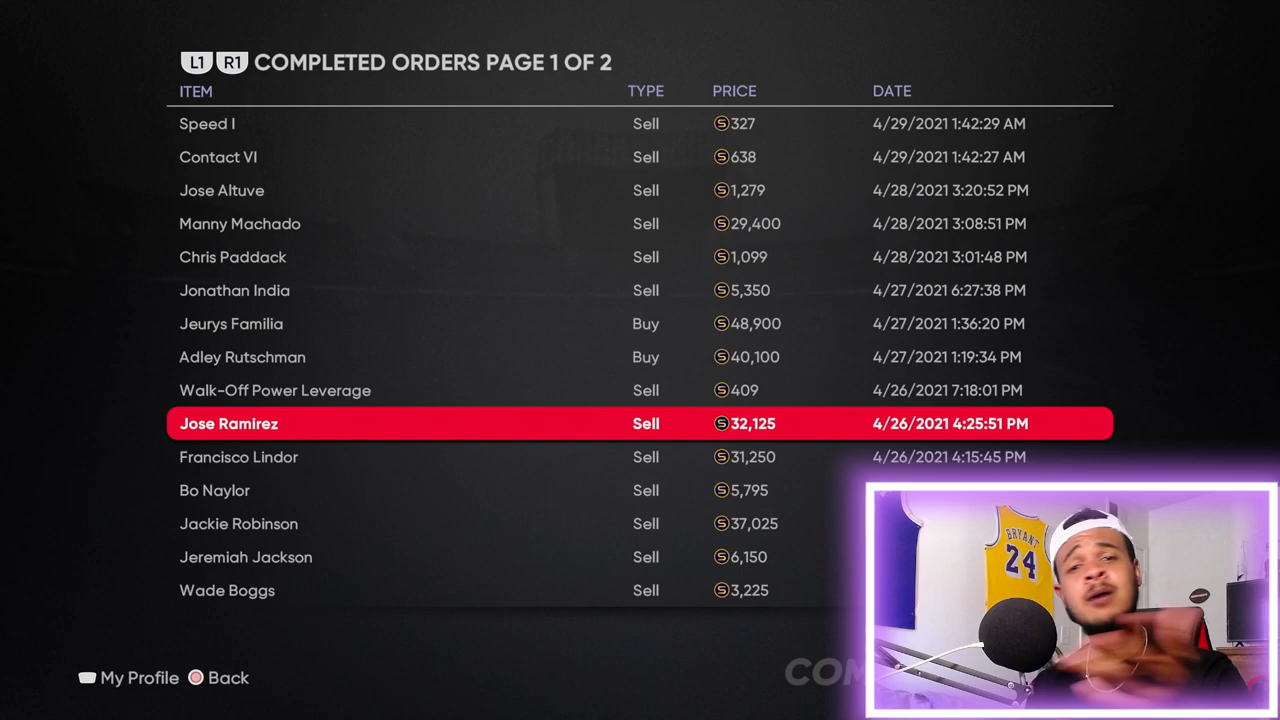 L1 R1 COMPLETED ORDERS PAGE 1 OF 2
ITEM TYPE PRICE DATE
Speed I Sell S 327 4/29/2021 1:42:29 AM
Contact VI Sell S 638 4/29/2021 1:42:27 AM
Jose Altuve Sell S 1,279 4/28/2021 3:20:52 PM
Manny Machado Sell S 29,400 4/28/2021 3:08:51 PM
Chris Paddack Sell S 1,099 4/28/2021 3:01:48 PM
Jonathan India Sell S 5,350 4/27/2021 6:27:38 PM
Jeurys Familia Buy S 48,900 4/27/2021 1:36:20 PM
Adley Rutschman Buy S 40,100 4/27/2021 1:19:34 PM
Walk-Off Power Leverage Sell S 409 4/26/2021 7:18:01 PM
Jose Ramirez Sell S 32,125 4/26/2021 4:25:51 PM
Francisco Lindor Sell S 31,250 4/26/2021 4:15:45 PM
Bo Naylor Sell S 5,795
Jackie Robinson Sell S 37,025
Jeremiah Jackson Sell S 6,150
Wade Boggs Sell S 3,225
BRYANT
24
My Profile Back
COM